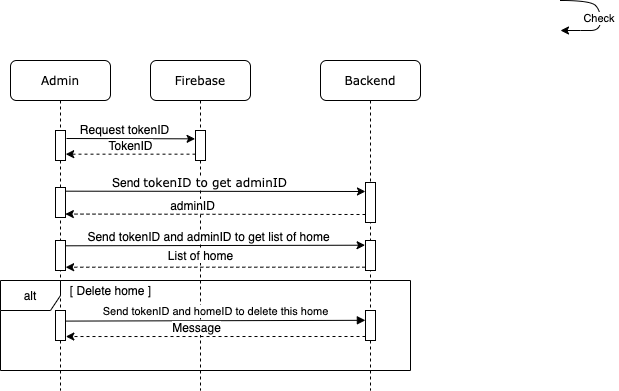 Check
Admin
Firebase
Backend
Request tokenID
TokenID
Send tokenID to get adminID
adminID
Send tokenID and adminID to get list of home
List of home
alt
[ Delete home ]
Send tokenID and homeID to delete this home
Message